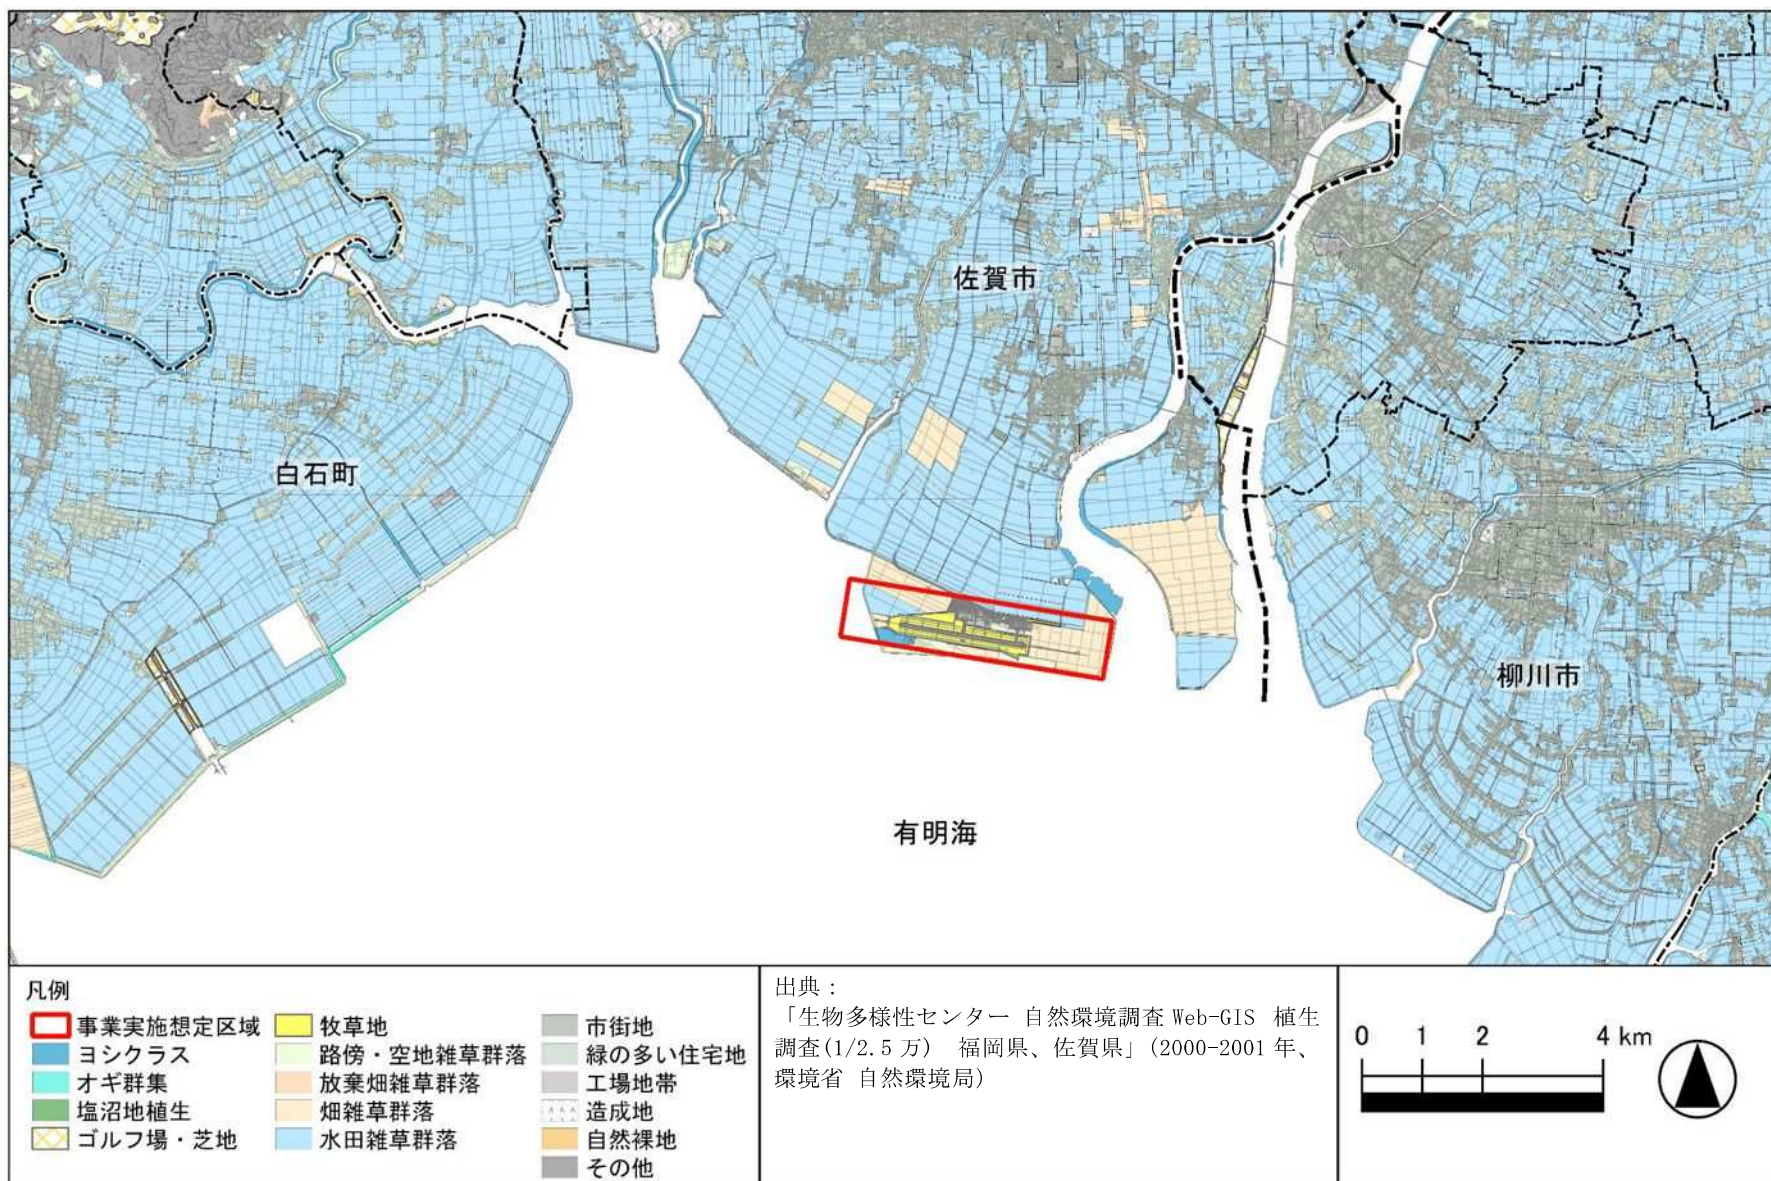 佐賀市
白石町
柳川市
有明海
凡例
事業実施想定区域
ヨシクラス
オギ群集
塩沼地植生
ゴルフ場・芝地
牧草地
路傍・空地雑草群落
放棄畑雑草群落
畑雑草群落
水田雑草群落
市街地
緑の多い住宅地
工場地帯
造成地
自然裸地
その他
出典：
「生物多様性センター 自然環境調査 Web-GIS 植生
調査(1/2.5 万) 福岡県、佐賀県」(2000-2001 年、
環境省 自然環境局)
0 1 2 4 km